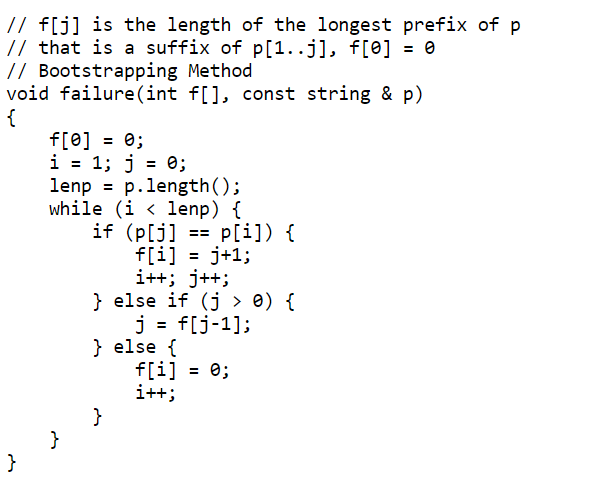 // f[j] is the length of the longest prefix of p
// that is a suffix of p[1..j], f[0] = 0
// Bootstrapping Method
void failure(int f[], const string & p)
{
    f[0] = 0;
    i = 1; j = 0;
    lenp = p.length();
    while (i < lenp) {
        if (p[j] == p[i]) {
            f[i] = j+1;
            i++; j++;
        } else if (j > 0) {
            j = f[j-1];
        } else {
            f[i] = 0;
            i++;
        }
    }
}